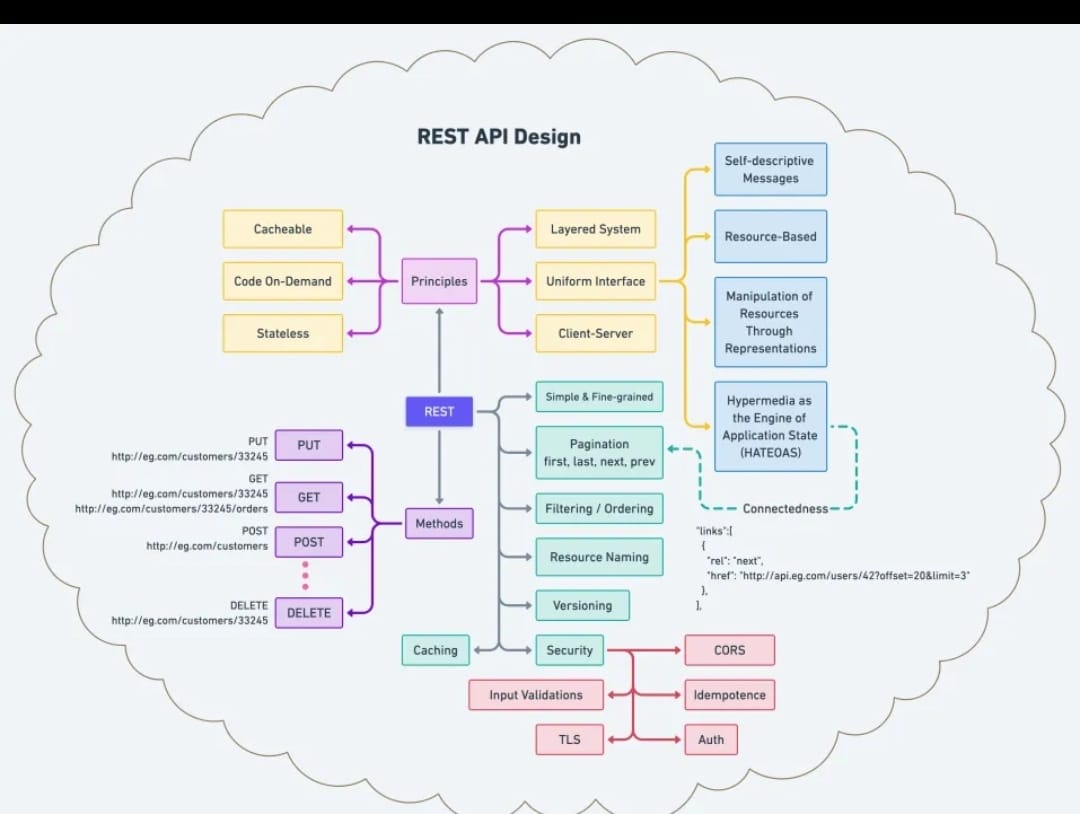 REST API Design
Cacheable
Code On-Demand
Stateless
Principles
Layered System
Uniform Interface
Client-Server
Self-descriptive
Messages
Resource-Based
Manipulation of
Resources
Through
Representations
Hypermedia as
the Engine of
Application State
(HATEOAS)
REST
Simple & Fine-grained
Pagination
first, last, next, prev
Filtering / Ordering
Resource Naming
Versioning
Caching
Security
Connectedness
"links":[
{
"rel": "next",
"href": "http://api.eg.com/users/42?offset=20&limit=3"
},
],
Methods
PUT
http://eg.com/customers/33245
PUT
GET
http://eg.com/customers/33245
http://eg.com/customers/33245/orders
GET
POST
http://eg.com/customers
POST
DELETE
http://eg.com/customers/33245
DELETE
CORS
Input Validations
Idempotence
TLS
Auth